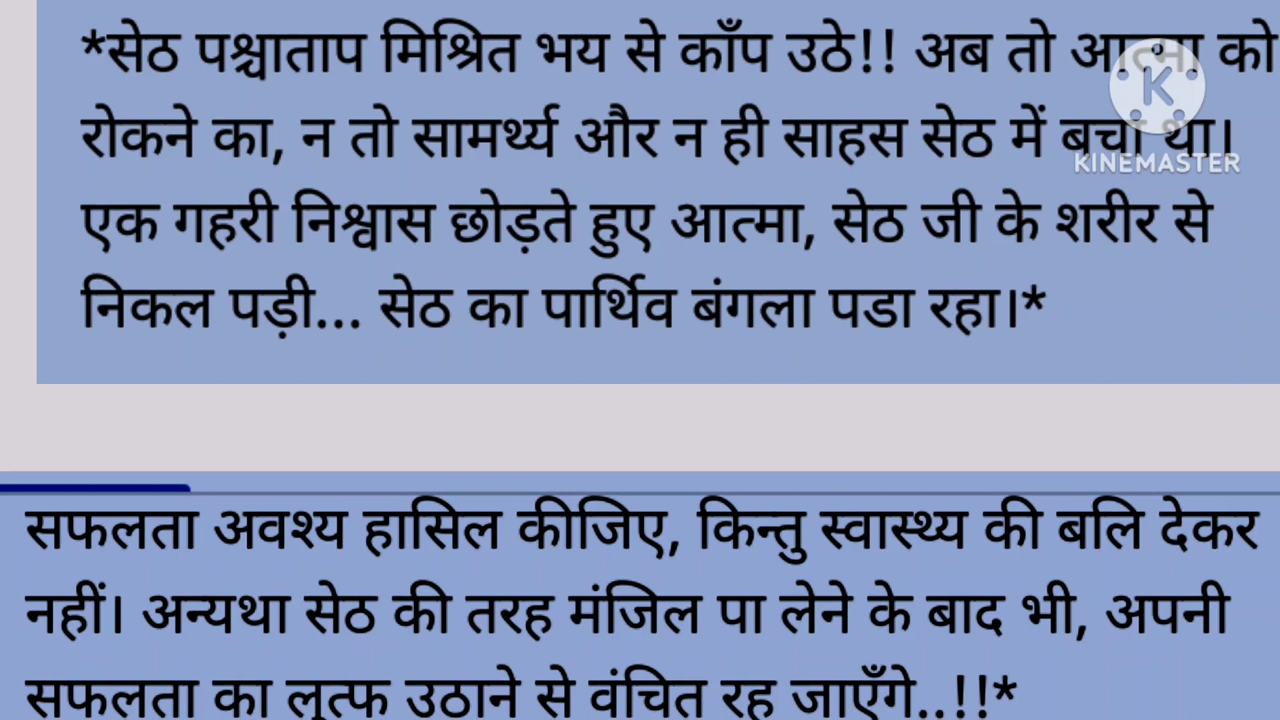 *सेठ पश्चाताप मिश्रित भय से काँप उठे!! अब तो आत्मा को
रोकने का, न तो सामर्थ्य और न ही साहस सेठ में बचा था।
KINEMASTER
एक गहरी निश्वास छोड़ते हुए आत्मा, सेठ जी के शरीर से
निकल पड़ी... सेठ का पार्थिव बंगला पडा रहा।*
सफलता अवश्य हासिल कीजिए, किन्तु स्वास्थ्य की बलि देकर
नहीं। अन्यथा सेठ की तरह मंजिल पा लेने के बाद भी, अपनी
सफलता का लुत्फ उठाने से वंचित रह जाएँगे..!!*